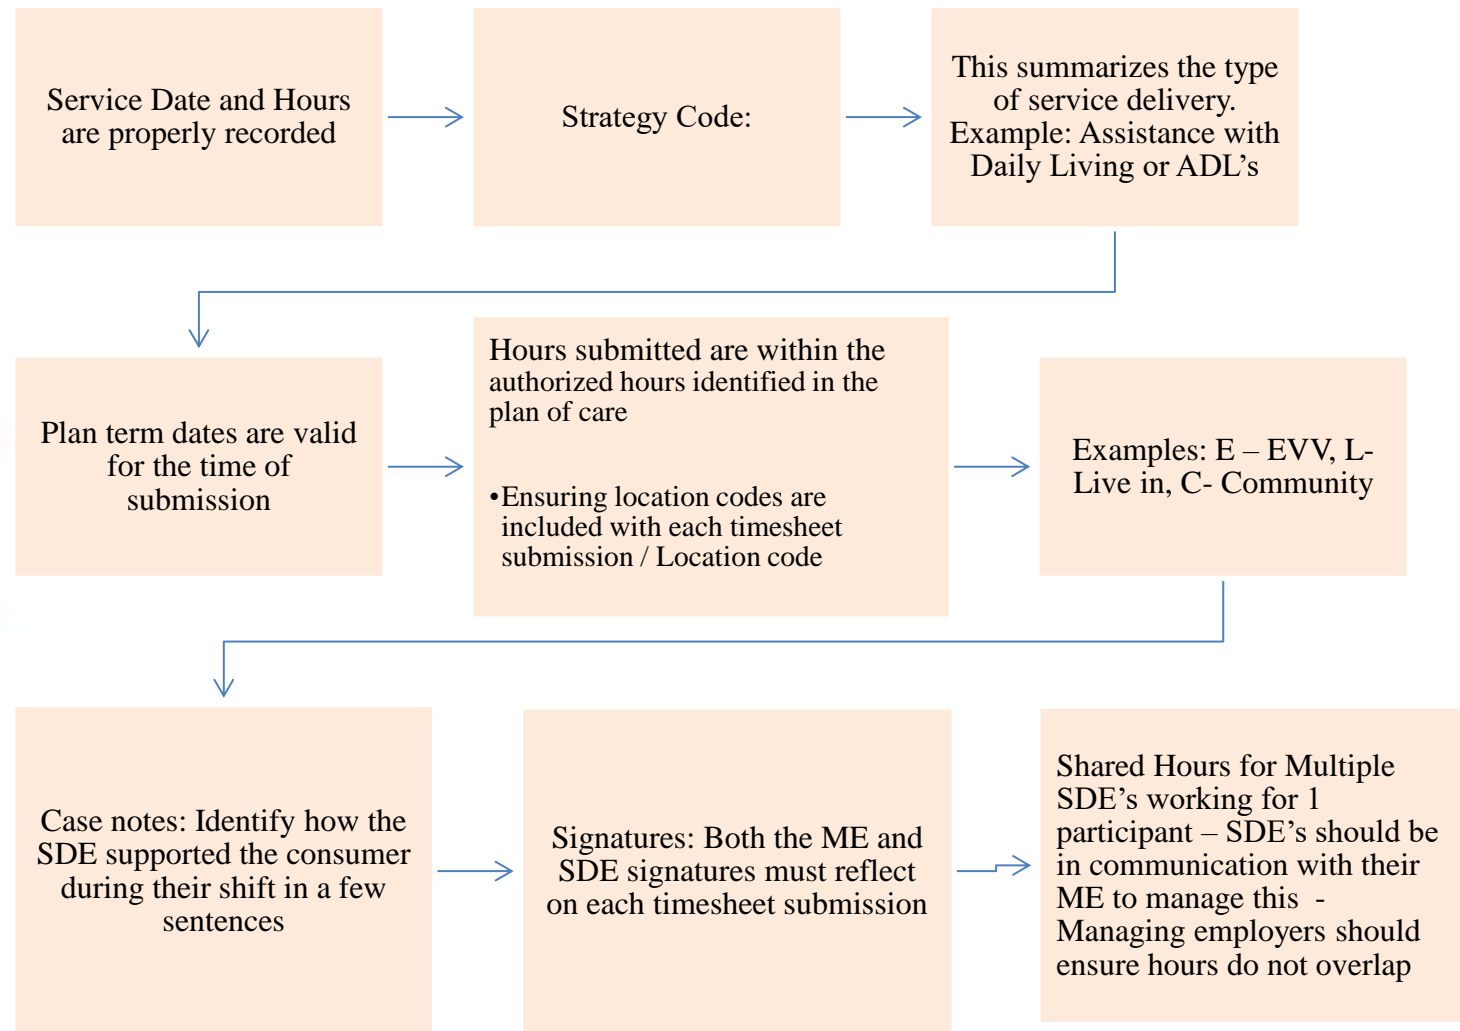 Service Date and Hours
are properly recorded
Strategy Code:
This summarizes the type
of service delivery.
Example: Assistance with
Daily Living or ADL’s
Plan term dates are valid
for the time of
submission
Hours submitted are within the
authorized hours identified in the
plan of care
•Ensuring location codes are
included with each timesheet
submission / Location code
Examples: E – EVV, L-
Live in, C- Community
Case notes: Identify how the
SDE supported the consumer
during their shift in a few
sentences
Signatures: Both the ME and
SDE signatures must reflect
on each timesheet submission
Shared Hours for Multiple
SDE’s working for 1
participant – SDE’s should be
in communication with their
ME to manage this -
Managing employers should
ensure hours do not overlap